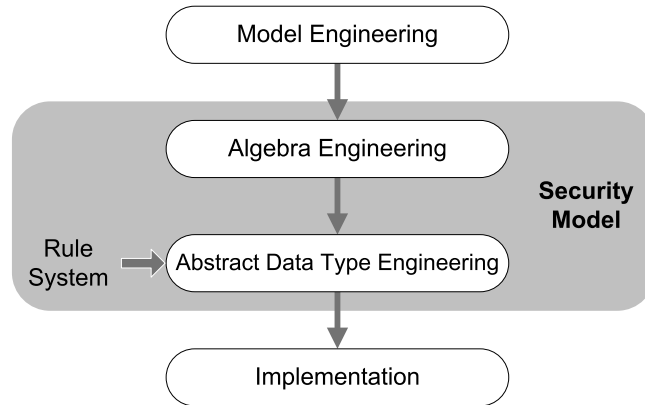 Model Engineering
Algebra Engineering
Security
Model
Rule
System
Abstract Data Type Engineering
Implementation